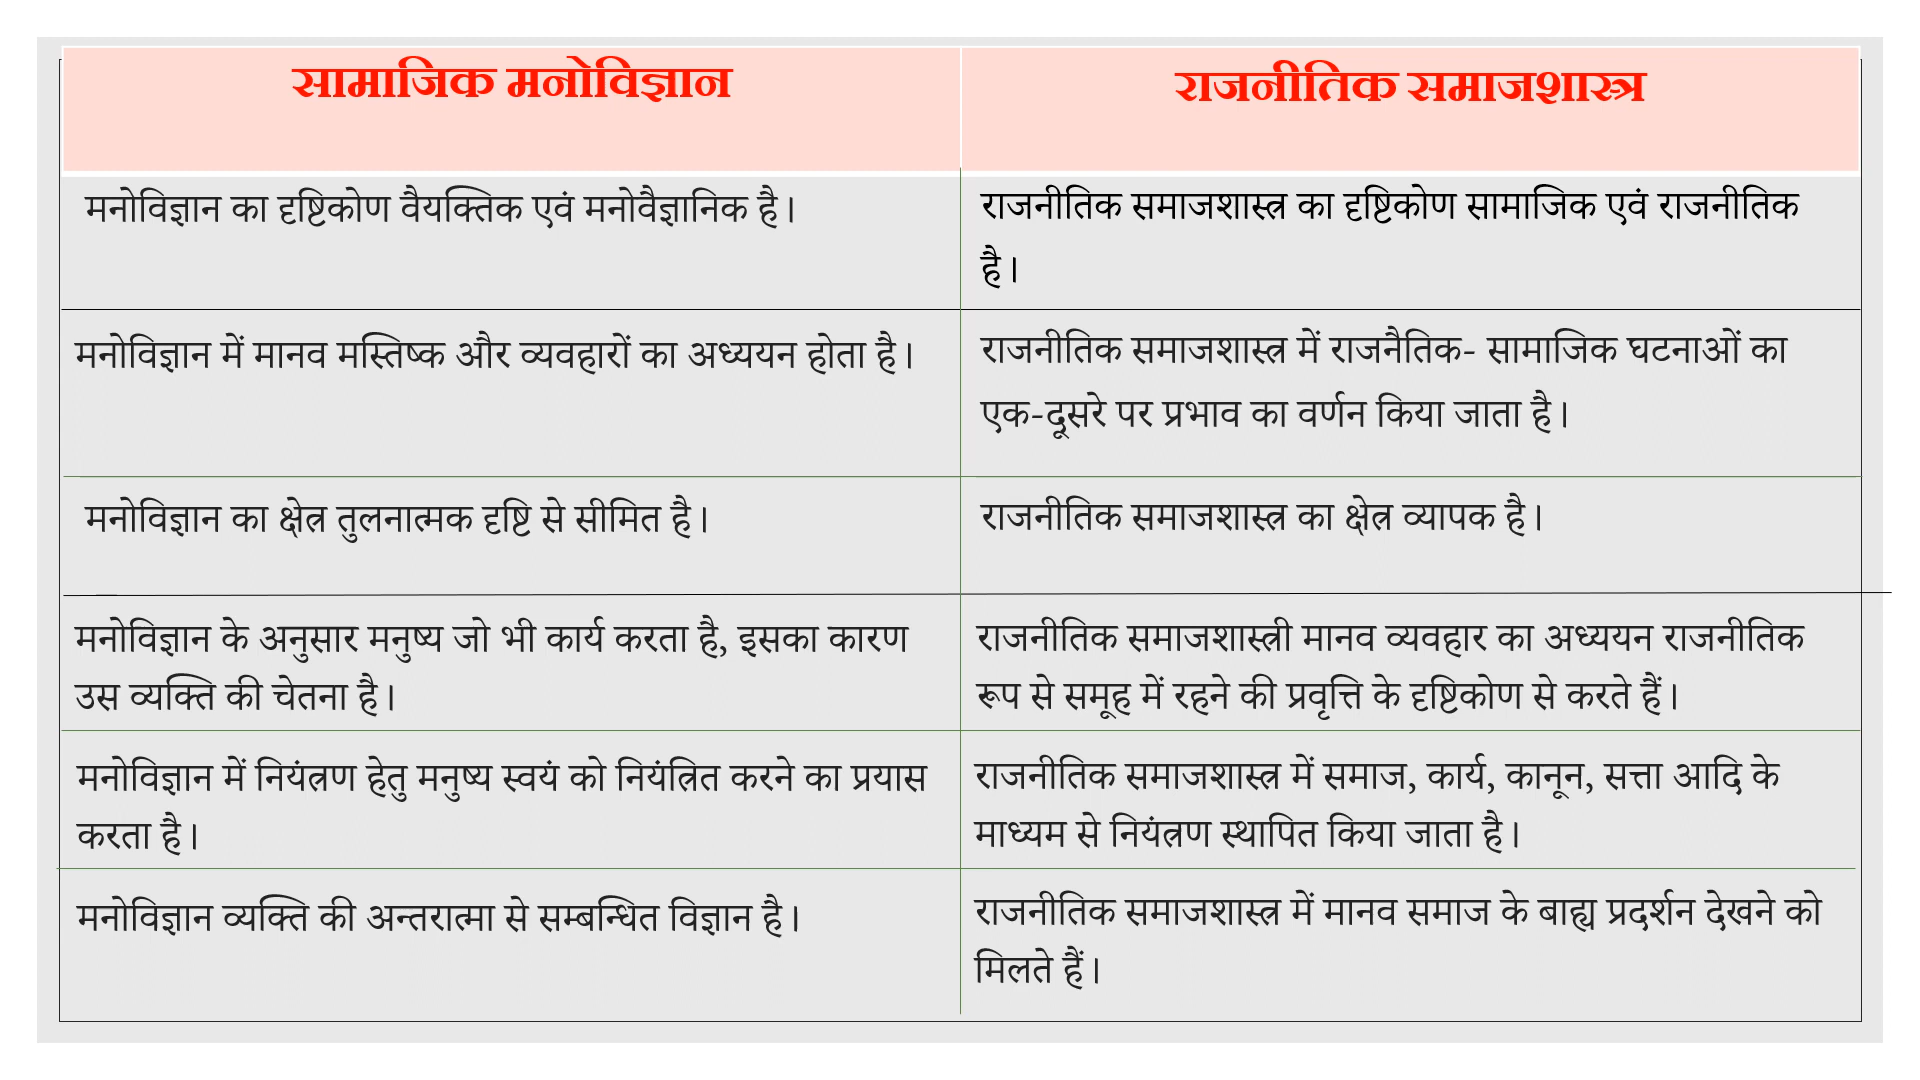 सामाजिक मनोविज्ञान
राजनीतिक समाजशास्त्र
मनोविज्ञान का दृष्टिकोण वैयक्तिक एवं मनोवैज्ञानिक है।
राजनीतिक समाजशास्त्र का दृष्टिकोण सामाजिक एवं राजनीतिक
है।
मनोविज्ञान में मानव मस्तिष्क और व्यवहारों का अध्ययन होता है।
राजनीतिक समाजशास्त्र में राजनैतिक- सामाजिक घटनाओं का
एक-दूसरे पर प्रभाव का वर्णन किया जाता है।
मनोविज्ञान का क्षेत्र तुलनात्मक दृष्टि से सीमित है।
राजनीतिक समाजशास्त्र का क्षेत्र व्यापक है।
मनोविज्ञान के अनुसार मनुष्य जो भी कार्य करता है, इसका कारण
उस व्यक्ति की चेतना है।
राजनीतिक समाजशास्त्री मानव व्यवहार का अध्ययन राजनीतिक
रूप से समूह में रहने की प्रवृत्ति के दृष्टिकोण से करते हैं।
मनोविज्ञान में नियंत्रण हेतु मनुष्य स्वयं को नियंत्रित करने का प्रयास
करता है।
राजनीतिक समाजशास्त्र में समाज, कार्य, कानून, सत्ता आदि के
माध्यम से नियंत्रण स्थापित किया जाता है।
मनोविज्ञान व्यक्ति की अन्तरात्मा से सम्बन्धित विज्ञान है।
राजनीतिक समाजशास्त्र में मानव समाज के बाह्य प्रदर्शन देखने को
मिलते हैं।